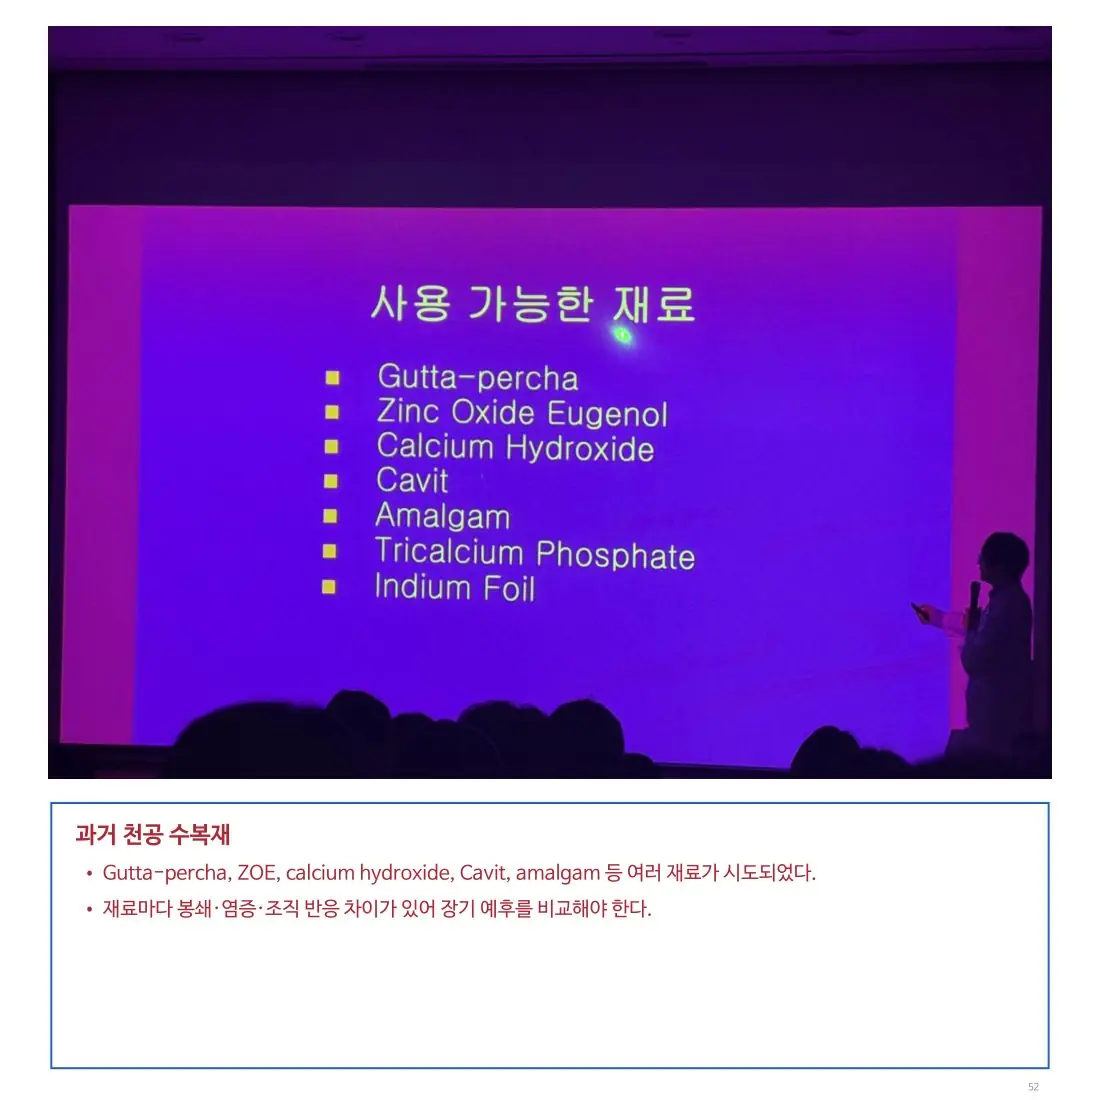 사용 가능한 재료
■ Gutta-percha
■ Zinc Oxide Eugenol
■ Calcium Hydroxide
■ Cavit
■ Amalgam
■ Tricalcium Phosphate
■ Indium Foil
과거 천공 수복재
• Gutta-percha, ZOE, calcium hydroxide, Cavit, amalgam 등 여러 재료가 시도되었다.
• 재료마다 봉쇄·염증·조직 반응 차이가 있어 장기 예후를 비교해야 한다.
52